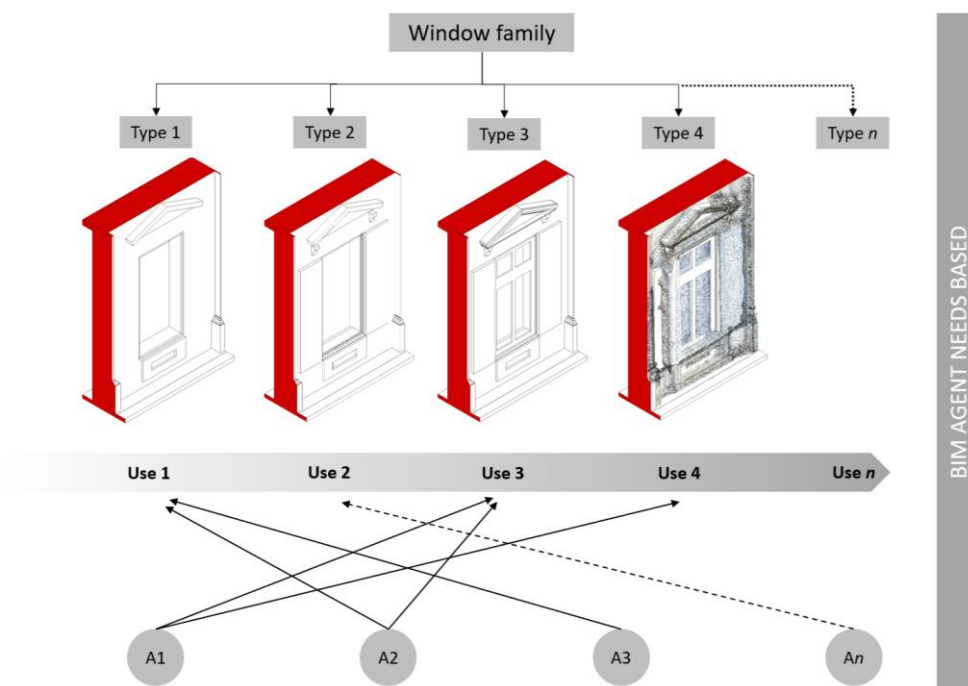 Window family
Type 1
Type 2
Type 3
Type 4
Type n
Use 1
Use 2
Use 3
Use 4
Use n
A1
A2
A3
An
BIM AGENT NEEDS BASED